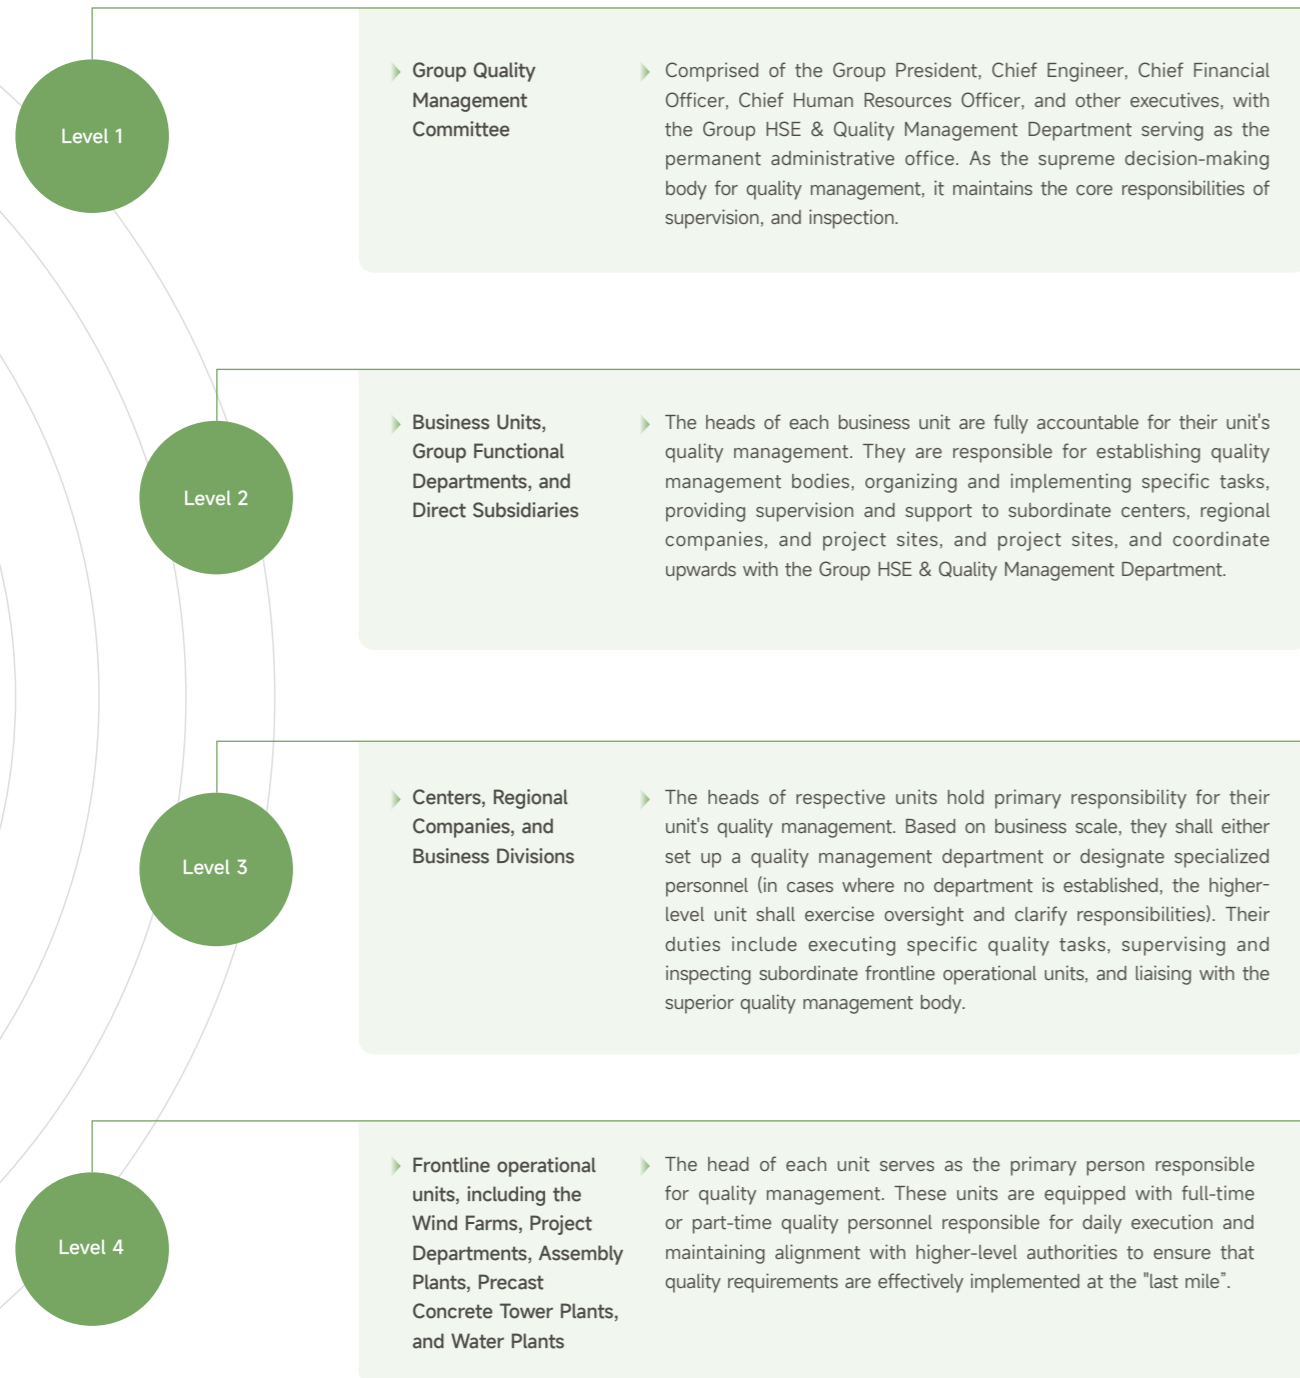 Level 1
Group Quality
Management
Committee
Comprised of the Group President, Chief Engineer, Chief Financial
Officer, Chief Human Resources Officer, and other executives, with
the Group HSE & Quality Management Department serving as the
permanent administrative office. As the supreme decision-making
body for quality management, it maintains the core responsibilities of
supervision, and inspection.
Level 2
Business Units,
Group Functional
Departments, and
Direct Subsidiaries
The heads of each business unit are fully accountable for their unit's
quality management. They are responsible for establishing quality
management bodies, organizing and implementing specific tasks,
providing supervision and support to subordinate centers, regional
companies, and project sites, and project sites, and coordinate
upwards with the Group HSE & Quality Management Department.
Level 3
Centers, Regional
Companies, and
Business Divisions
The heads of respective units hold primary responsibility for their
unit's quality management. Based on business scale, they shall either
set up a quality management department or designate specialized
personnel (in cases where no department is established, the higher-
level unit shall exercise oversight and clarify responsibilities). Their
duties include executing specific quality tasks, supervising and
inspecting subordinate frontline operational units, and liaising with the
superior quality management body.
Level 4
Frontline operational
units, including the
Wind Farms, Project
Departments, Assembly
Plants, Precast
Concrete Tower Plants,
and Water Plants
The head of each unit serves as the primary person responsible
for quality management. These units are equipped with full-time
or part-time quality personnel responsible for daily execution and
maintaining alignment with higher-level authorities to ensure that
quality requirements are effectively implemented at the "last mile”.